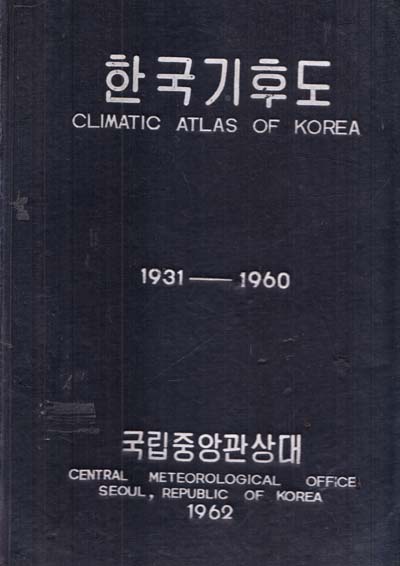 한국기후도
CLIMATIC ATLAS OF KOREA
1931 — 1960
국립중앙관상대
CENTRAL METEOROLOGICAL OFFICE
SEOUL, REPUBLIC OF KOREA
1962